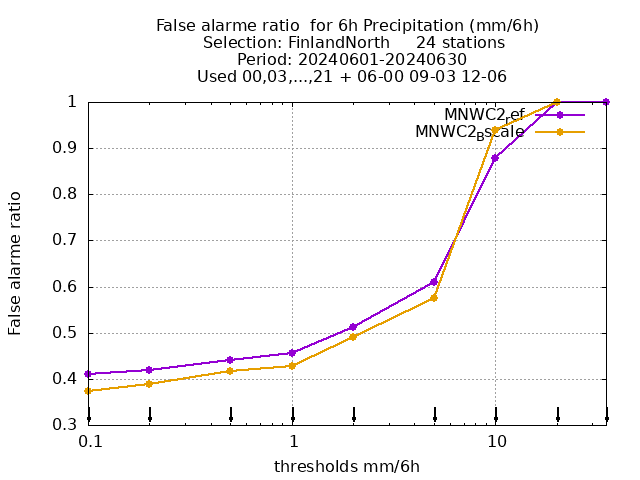 False alarme ratio  for 6h Precipitation (mm/6h)
Selection: FinlandNorth     24 stations
Period: 20240601-20240630
Used 00,03,...,21 + 06-00 09-03 12-06
MNWC2ref
MNWC2Bscale
1
0.9
0.8
0.7
0.6
0.5
0.4
0.3
False alarme ratio
0.1
1
10
thresholds mm/6h